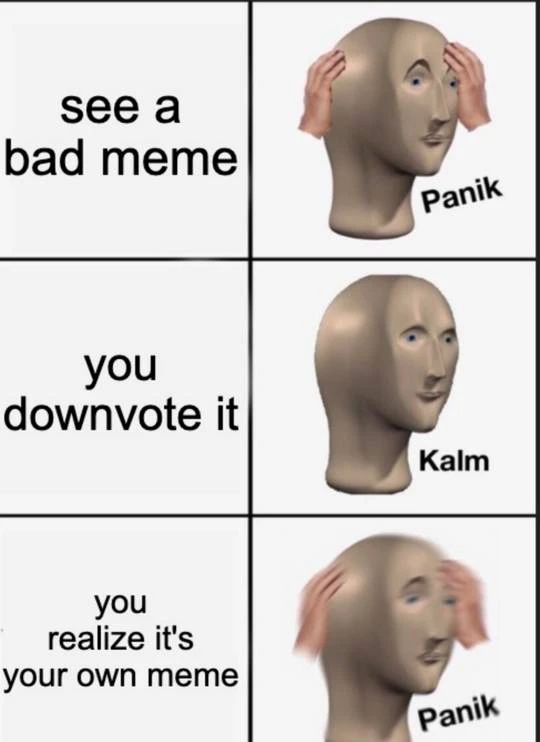 see a
bad meme
Panik
you
downvote it
Kalm
you
realize it's
your own meme
Panik